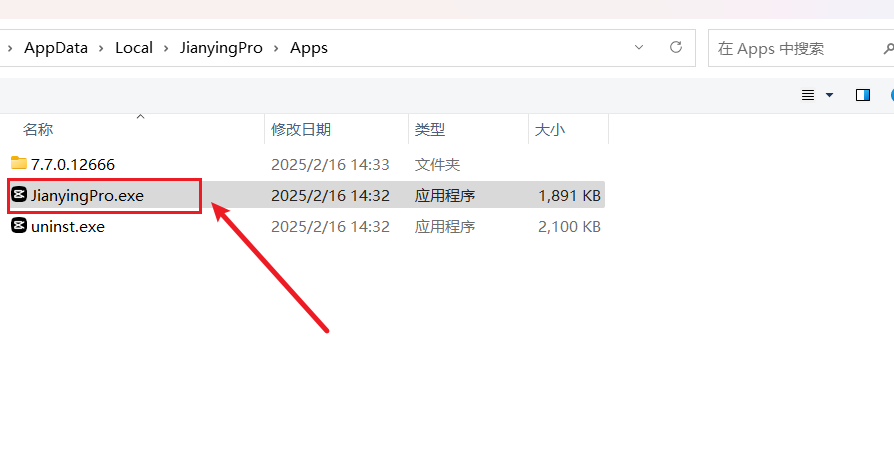 › AppData › Local › JianyingPro › Apps
在 Apps 中搜索
名称 修改日期 类型 大小
7.7.0.12666 2025/2/16 14:33 文件夹
JianyingPro.exe 2025/2/16 14:32 应用程序 1,891 KB
uninst.exe 2025/2/16 14:32 应用程序 2,100 KB